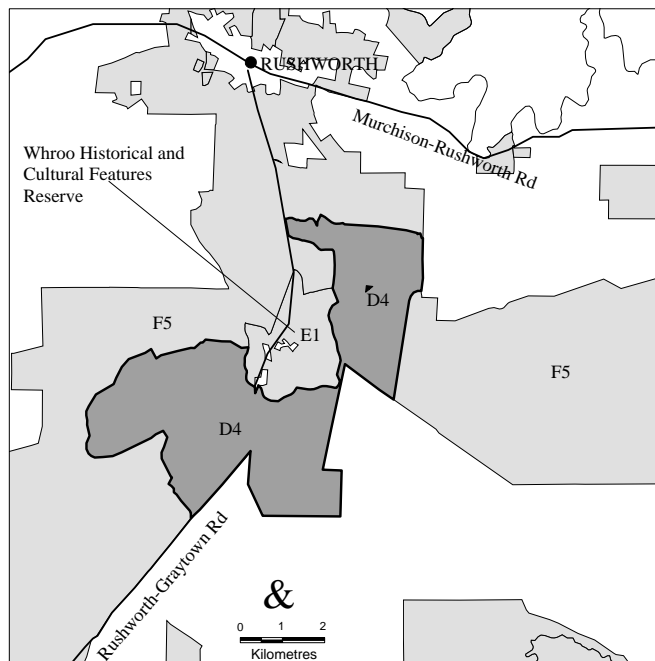 RUSHWORTH
Murchison-Rushworth Rd
Whroo Historical and
Cultural Features
Reserve
D4
F5
E1
F5
D4
Rushworth-Graytown Rd
&
0 1 2
Kilometres